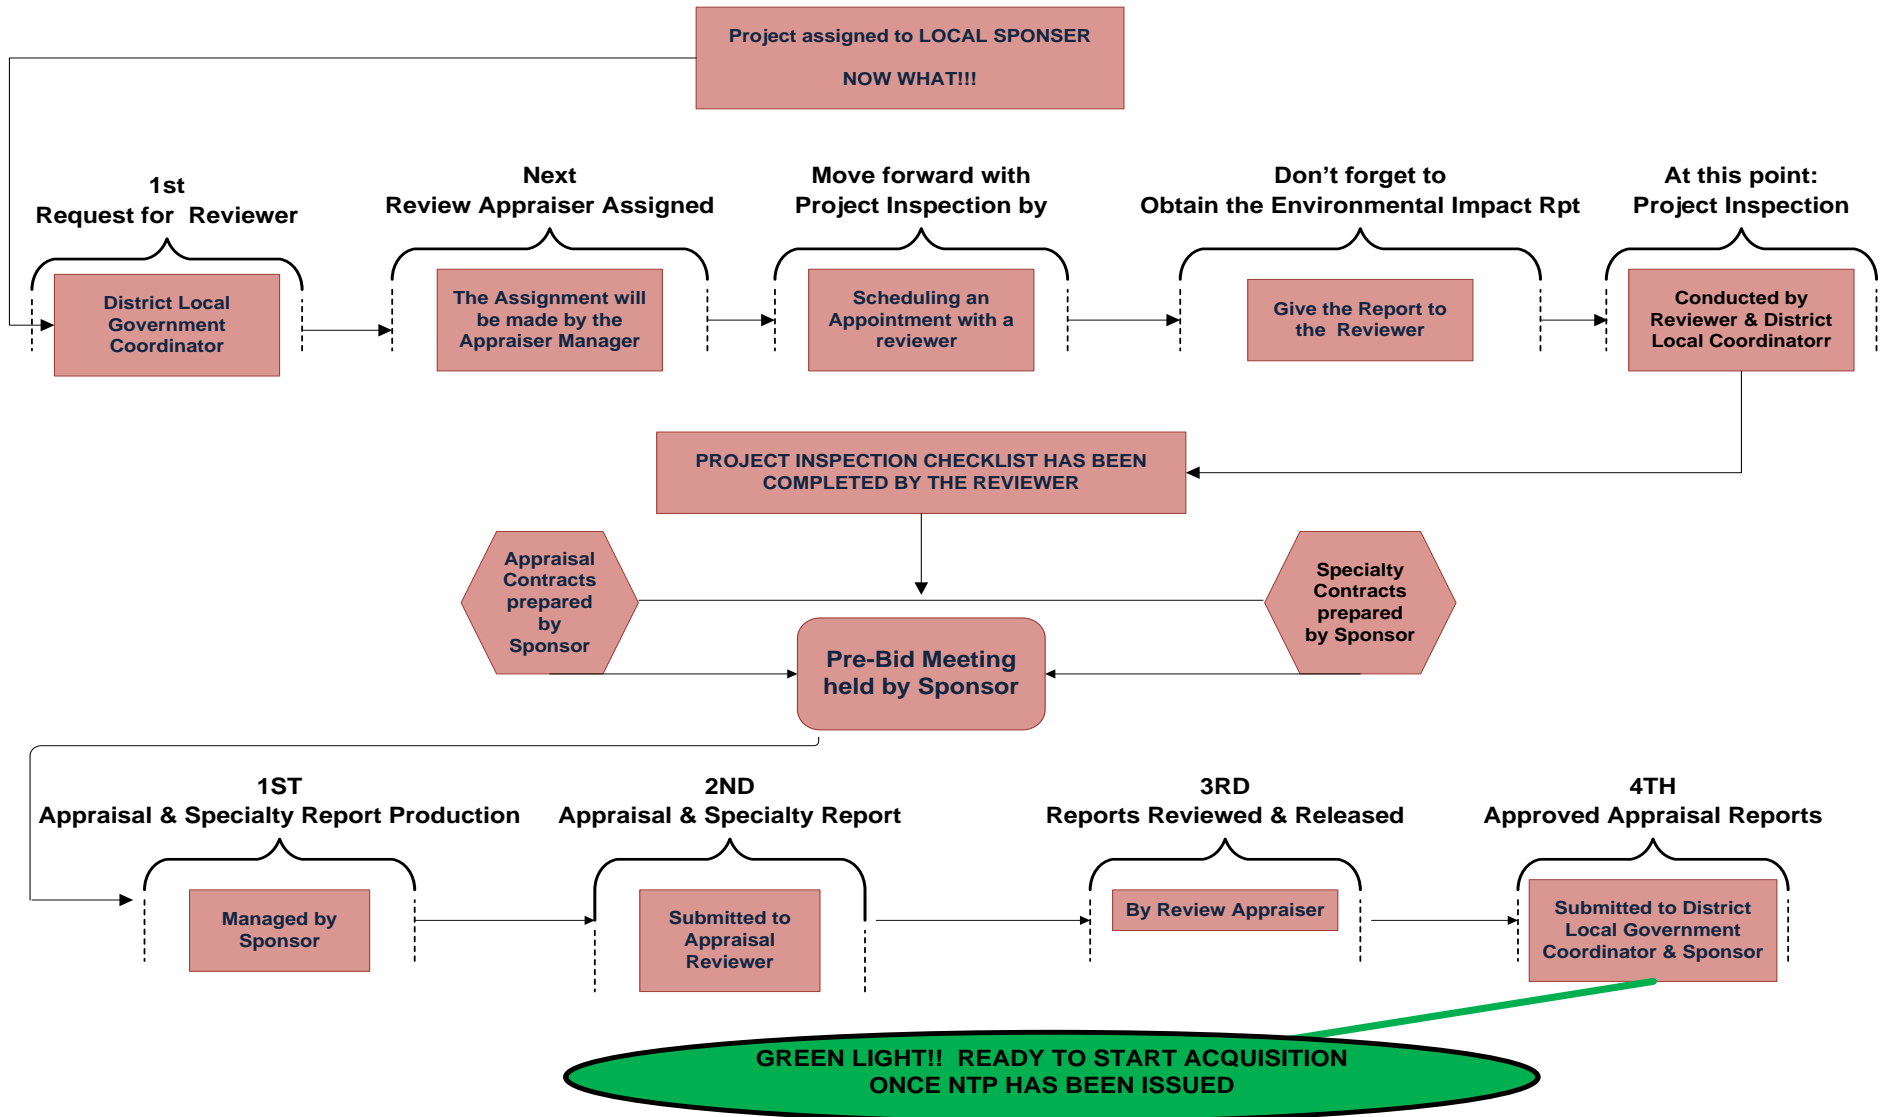 Project assigned to LOCAL SPONSER
NOW WHAT!!!
1st
Request for Reviewer
District Local
Government
Coordinator
Next
Review Appraiser Assigned
The Assignment will
be made by the
Appraiser Manager
Move forward with
Project Inspection by
Scheduling an
Appointment with a
reviewer
Don't forget to
Obtain the Environmental Impact Rpt
Give the Report to
the Reviewer
At this point:
Project Inspection
Conducted by
Reviewer & District
Local Coordinatorr
PROJECT INSPECTION CHECKLIST HAS BEEN
COMPLETED BY THE REVIEWER
Appraisal
Contracts
prepared
by
Sponsor
Specialty
Contracts
prepared
by Sponsor
Pre-Bid Meeting
held by Sponsor
1ST
Appraisal & Specialty Report Production
Managed by
Sponsor
2ND
Appraisal & Specialty Report
Submitted to
Appraisal
Reviewer
3RD
Reports Reviewed & Released
By Review Appraiser
4TH
Approved Appraisal Reports
Submitted to District
Local Government
Coordinator & Sponsor
GREEN LIGHT!! READY TO START ACQUISITION
ONCE NTP HAS BEEN ISSUED